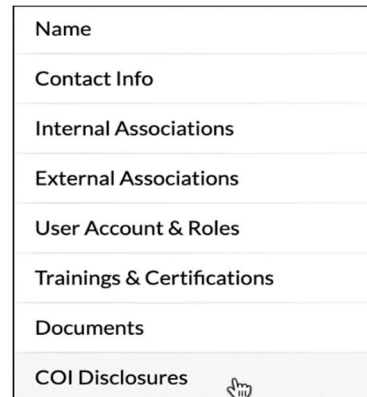 Name
Contact Info
Internal Associations
External Associations
User Account & Roles
Trainings & Certifications
Documents
COI Disclosures